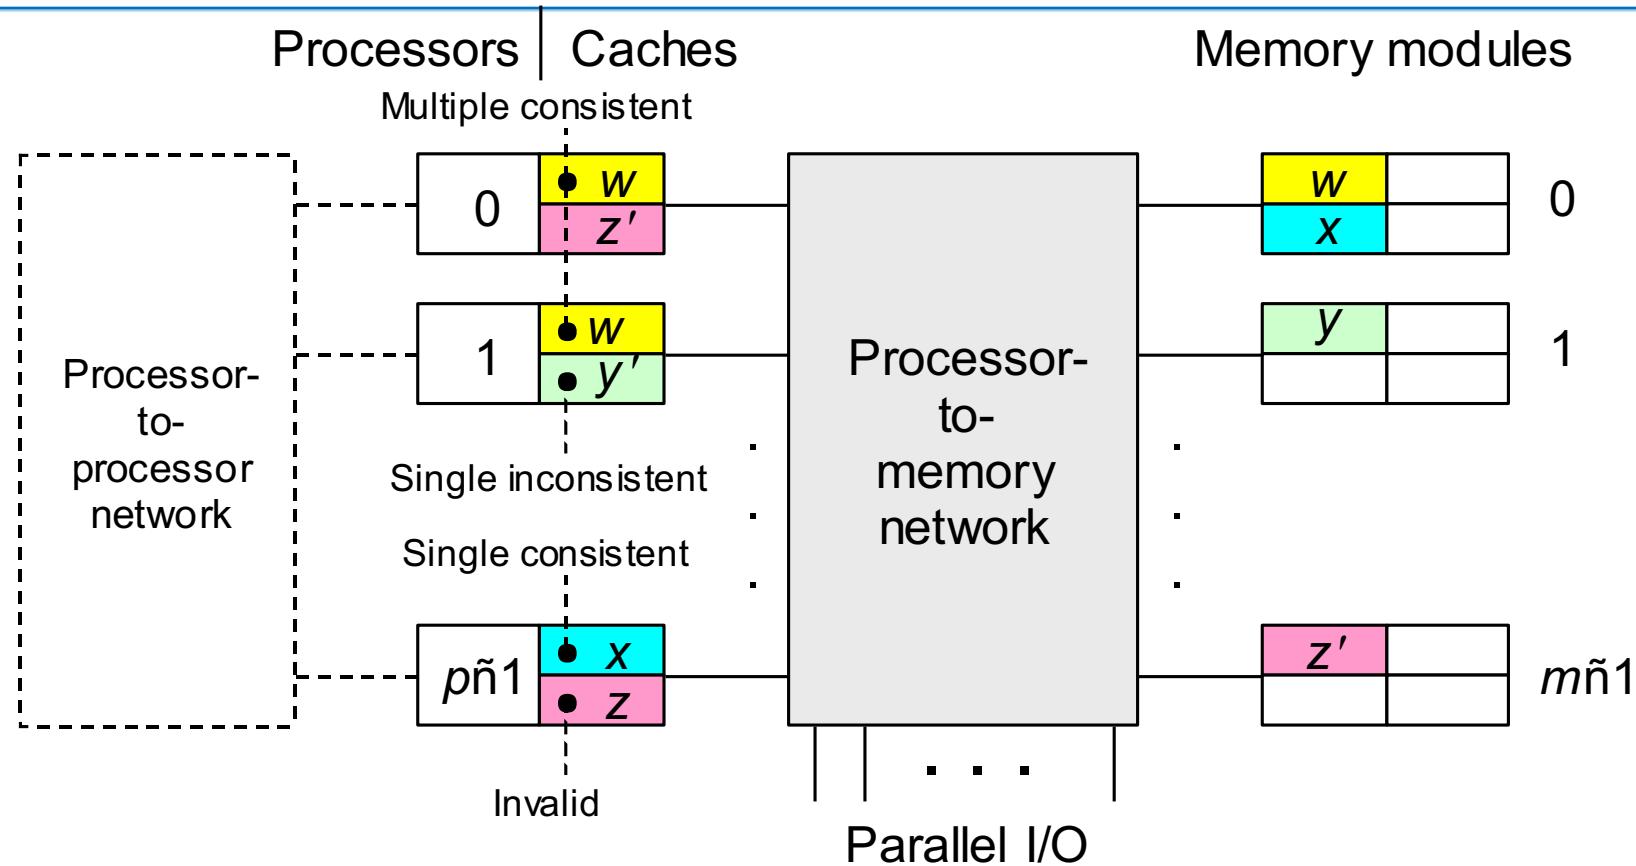 Processors Caches Memory modules
Multiple consistent
0 w w 0
z′ x
1 w y 1
y′
Processor-
to-
processor
network
Single inconsistent
Single consistent
Processor-
to-
memory
network
pñ1 x z′ mñ1
z
Invalid
Parallel I/O